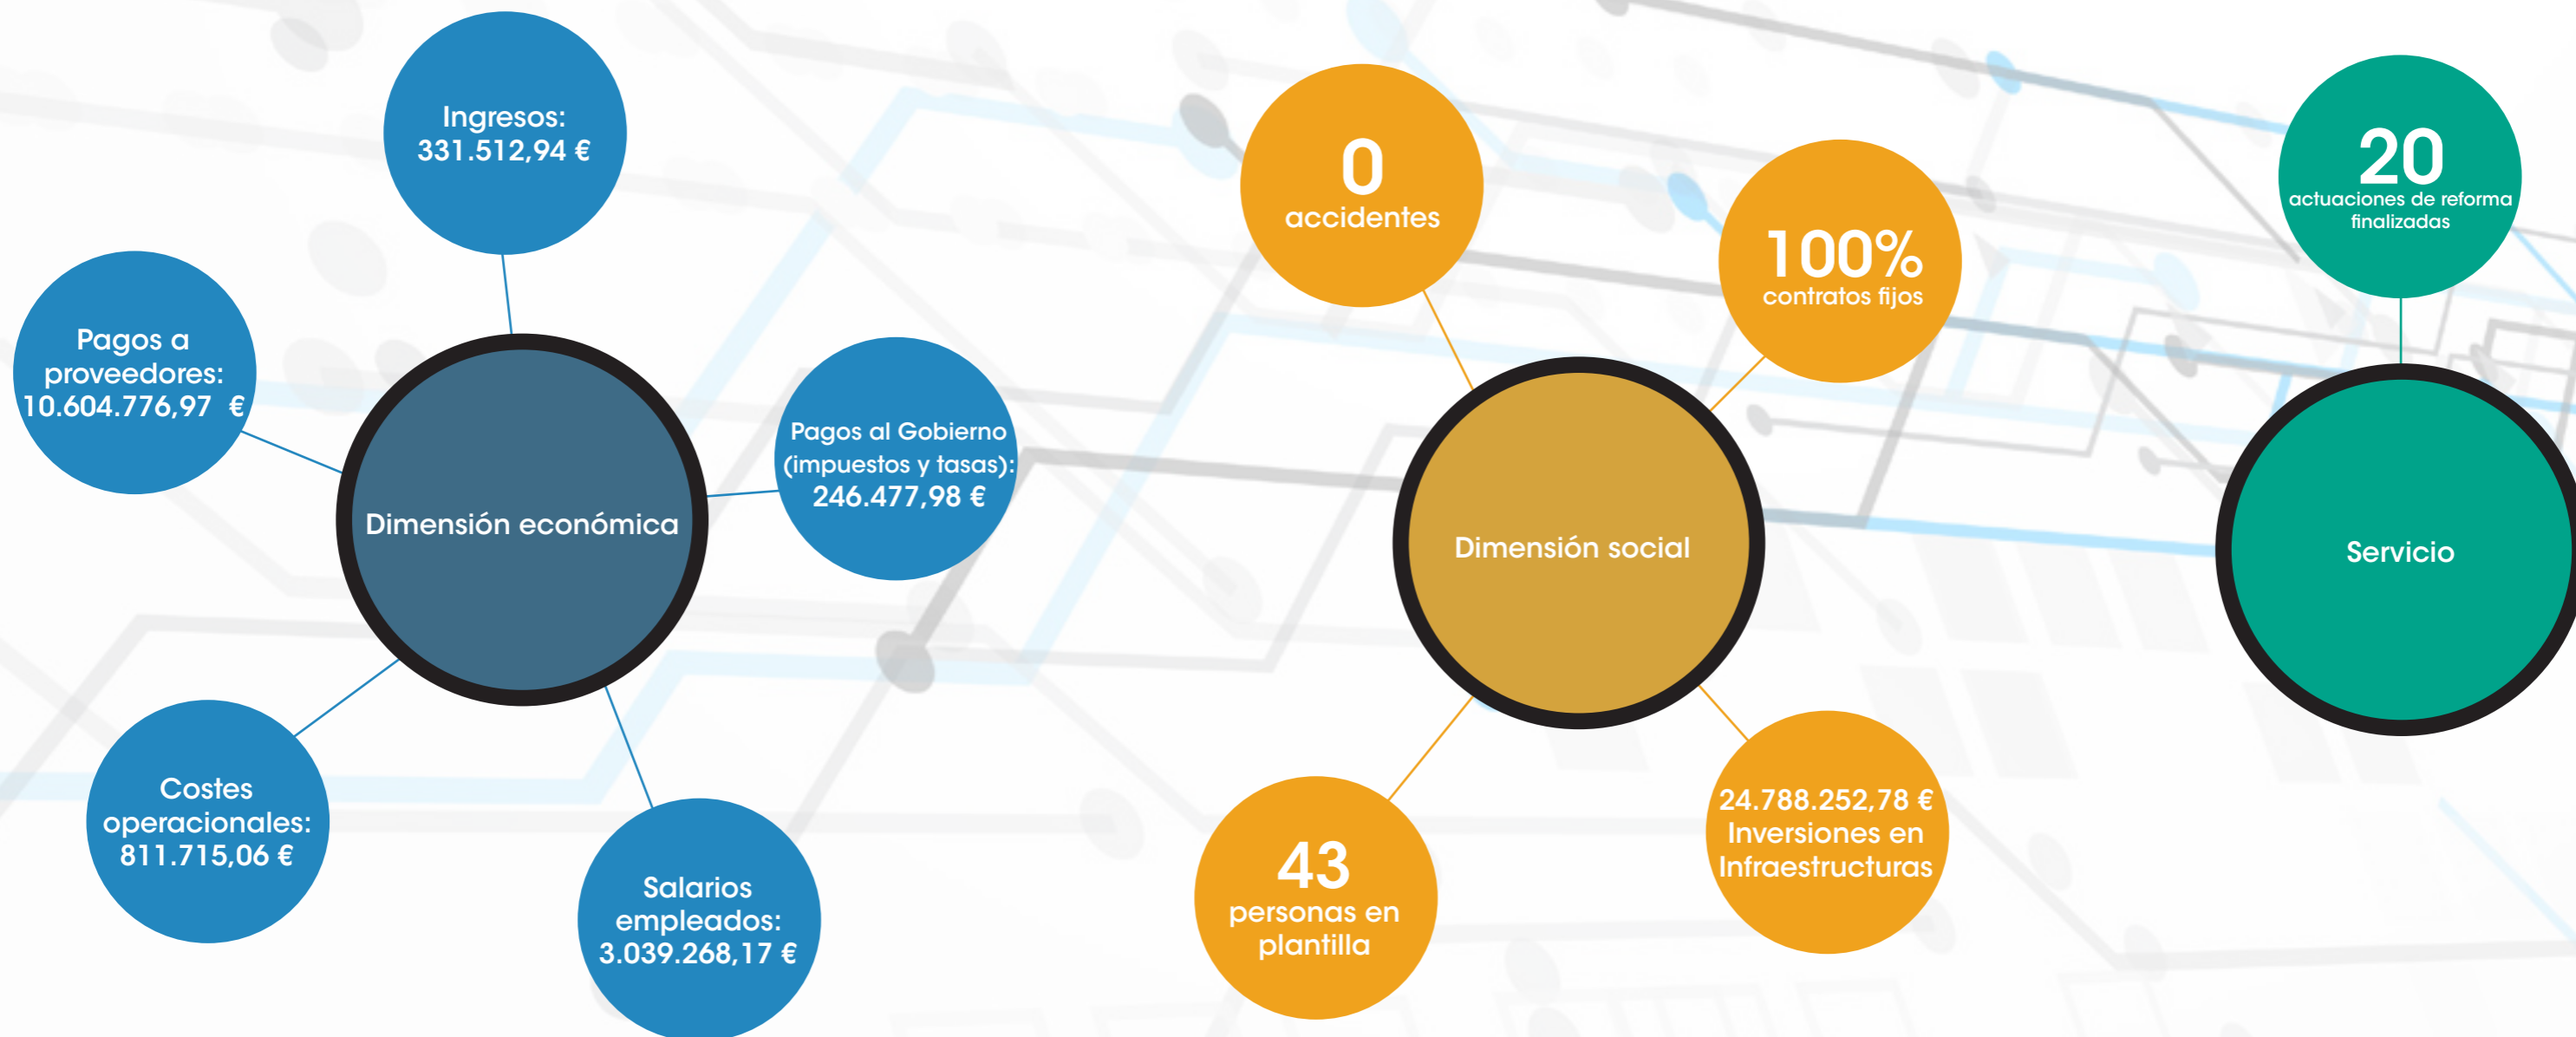 Ingresos:
331.512,94 €
Pagos a
proveedores:
10.604.776,97 €
Pagos al Gobierno
(impuestos y tasas):
246.477,98 €
Dimensión económica
Costes
operacionales:
811.715,06 €
Salarios
empleados:
3.039.268,17 €
0
accidentes
100%
contratos fijos
Dimensión social
43
personas en
plantilla
24.788.252,78 €
Inversiones en
Infraestructuras
20
actuaciones de reforma
finalizadas
Servicio